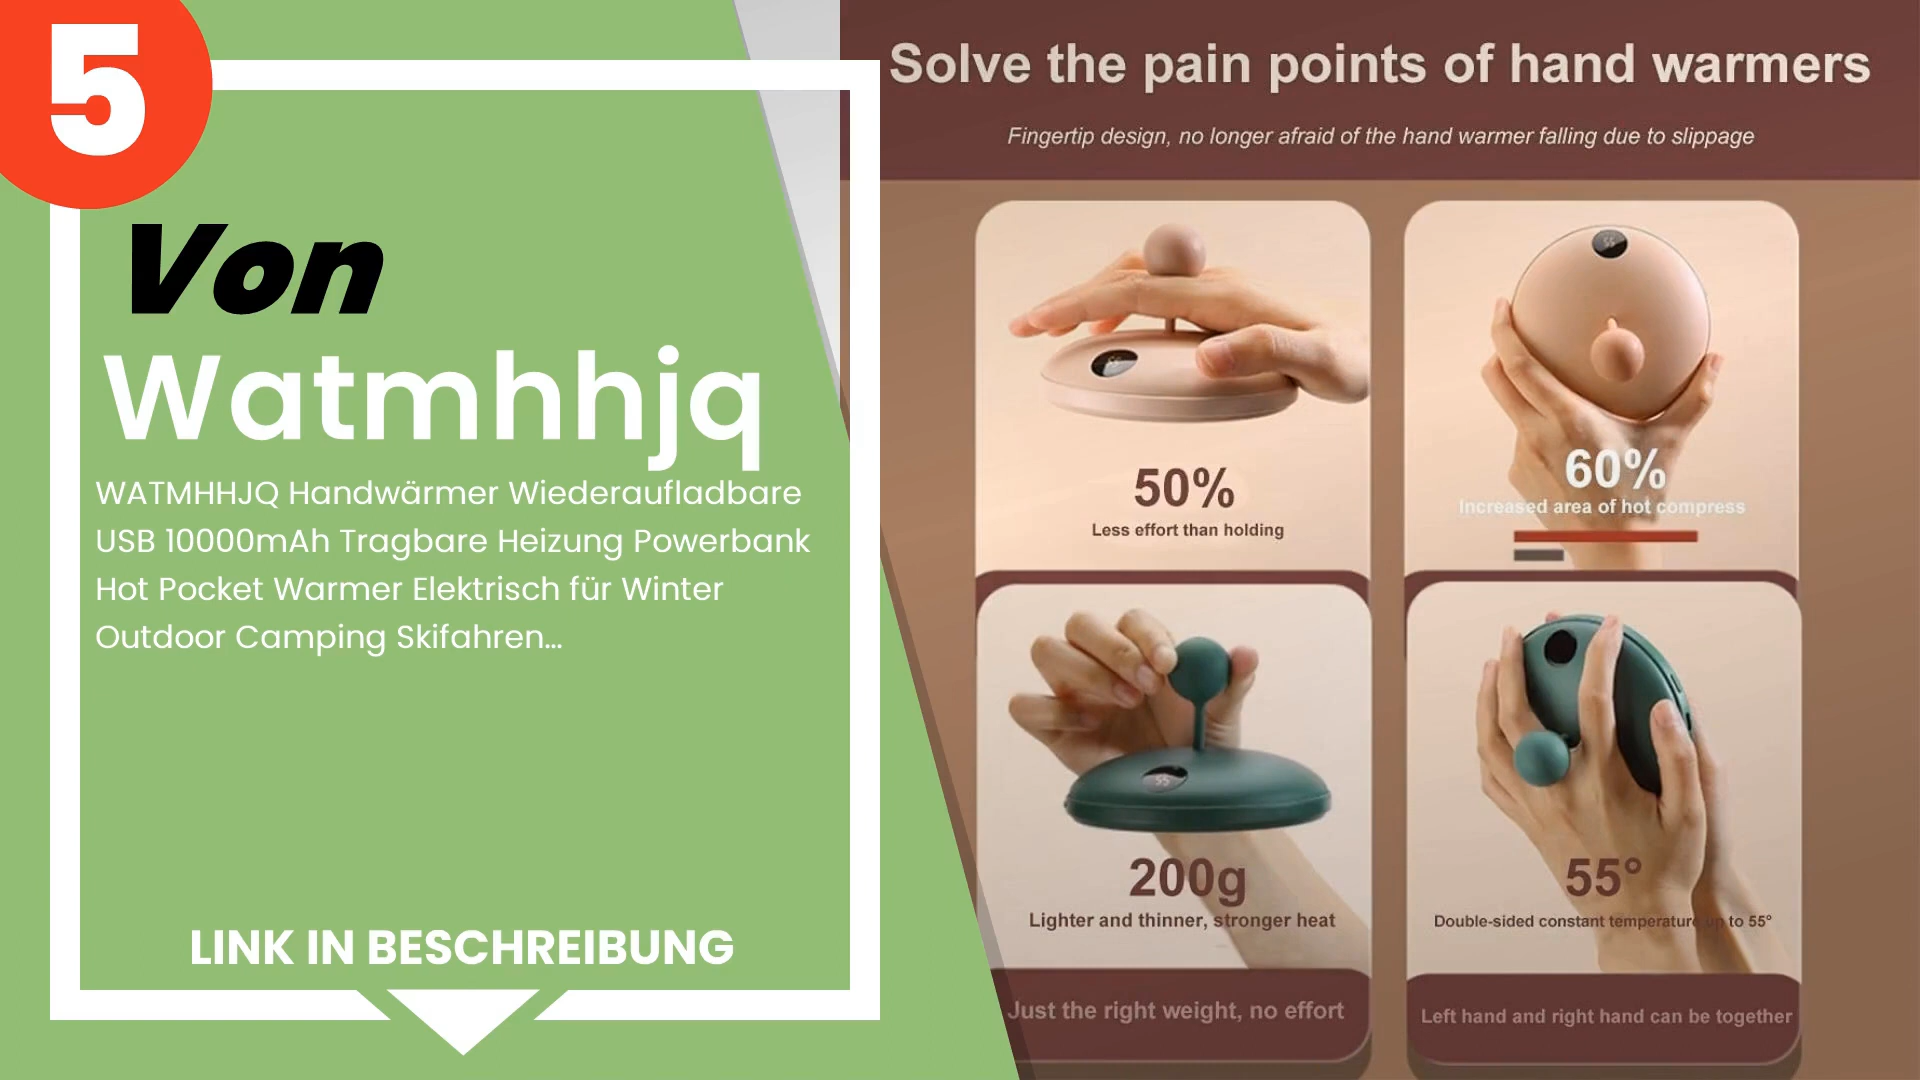 5
Von
Watmhhjq
WATMHHJQ Handwärmer Wiederaufladbare
USB 10000mAh Tragbare Heizung Powerbank
Hot Pocket Warmer Elektrisch für Winter
Outdoor Camping Skifahren...
LINK IN BESCHREIBUNG
Solve the pain points of hand warmers
Fingertip design, no longer afraid of the hand warmer falling due to slippage
50%
Less effort than holding
60%
Increased area of hot compress
55
200g
Lighter and thinner, stronger heat
Just the right weight, no effort
55°
Double-sided constant temperature up to 55°
Left hand and right hand can be together